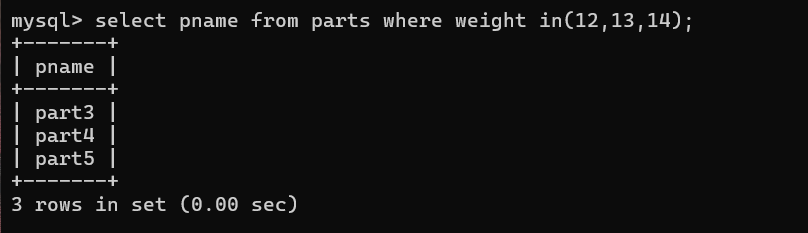 mysql> select pname from parts where weight in(12,13,14);
+-------+
| pname |
+-------+
| part3 |
| part4 |
| part5 |
+-------+
3 rows in set (0.00 sec)